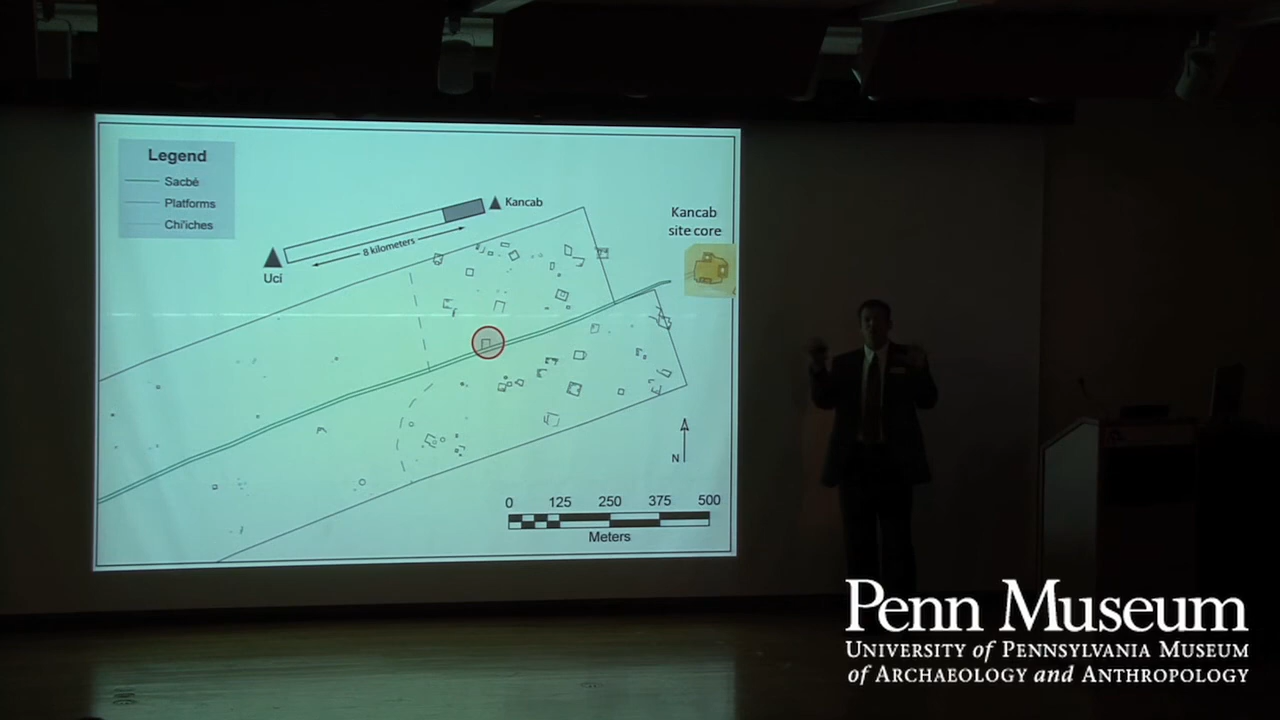 Legend
Sacbé
Platforms
Chi'iches
Kancab
8 kilometers
Uci
Kancab
site core
N
0 125 250 375 500
Meters
Penn Museum
UNIVERSITY of PENNSYLVANIA MUSEUM
of ARCHAEOLOGY and ANTHROPOLOGY